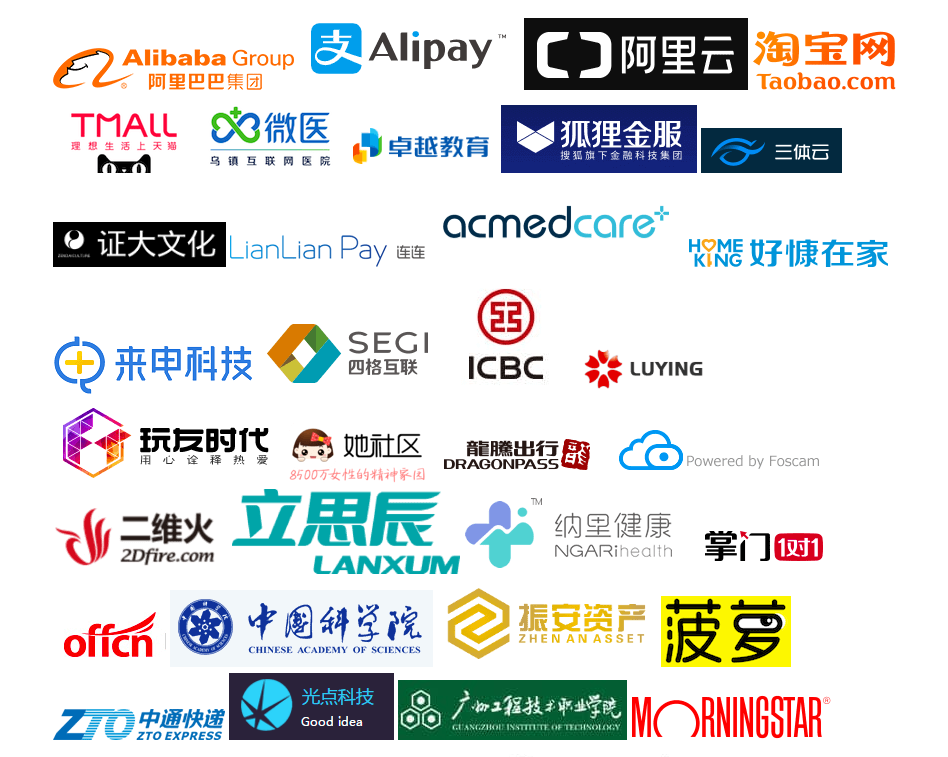 Alibaba Group
阿里巴巴集团
支 Alipay ™
阿里云
淘宝网
Taobao.com
TMALL
理想生活上天猫
微医
乌镇互联网医院
卓越教育
狐狸金服
搜狐旗下金融科技集团
三体云
证大文化
LianLian Pay 连连
acmedcare+
HOME
KING
好慷在家
来电科技
SEGI
四格互联
ICBC
LUYING
玩友时代
用心诠释热爱
她社区
8500万女性的精神家园
龍騰出行
DRAGONPASS
龍
Powered by Foscam
二维火
2Dfire.com
立思辰
LANXUM
TM
纳里健康
NGARihealth
掌门1对1
offcn
中国科学院
CHINESE ACADEMY OF SCIENCES
振安资产
ZHEN AN ASSET
菠萝
ZTO 中通快递
ZTO EXPRESS
光点科技
Good idea
广州工程技术职业学院
GUANGZHOU INSTITUTE OF TECHNOLOGY
MORNINGSTAR®